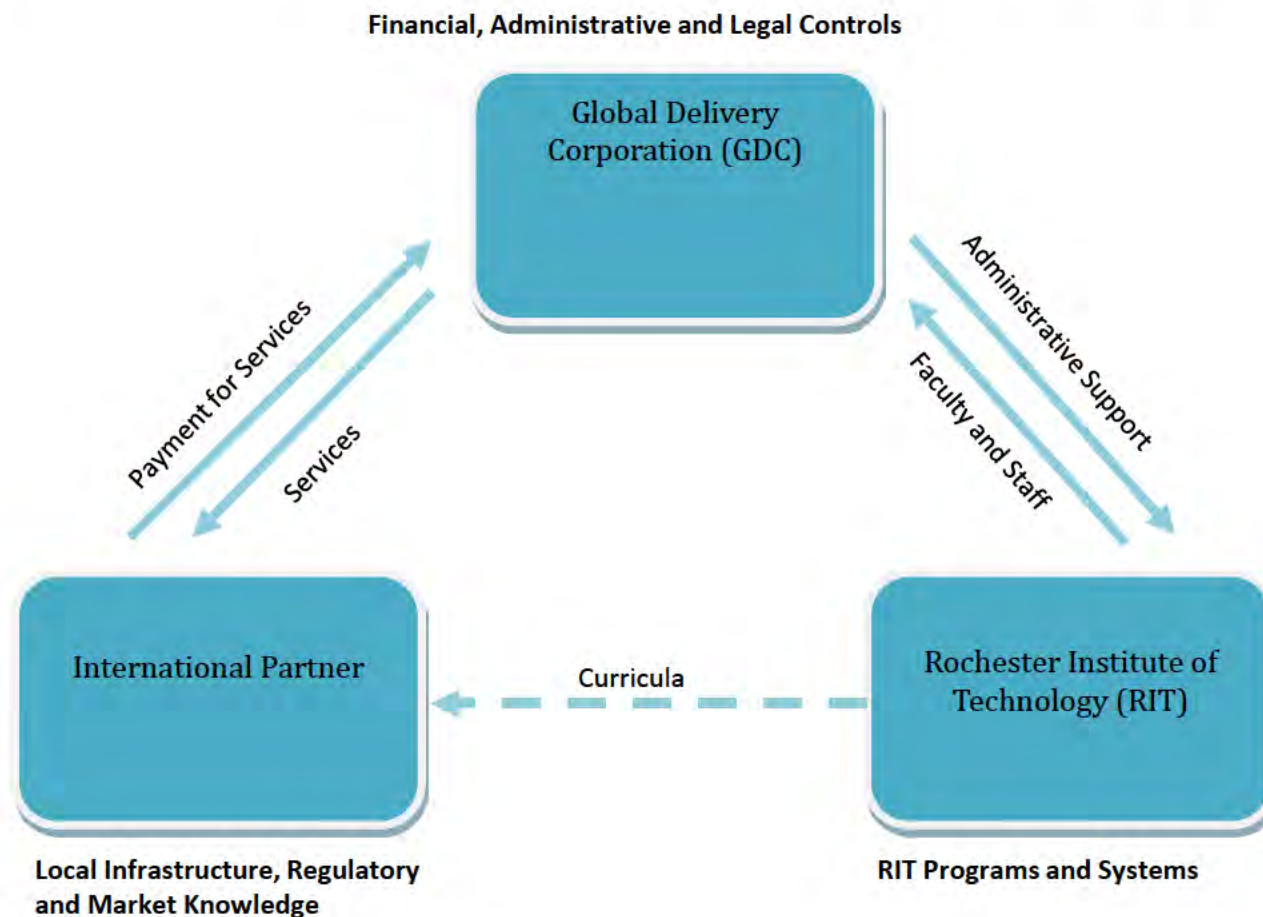 Financial, Administrative and Legal Controls
Global Delivery
Corporation (GDC)
Payment for Services
Services
Administrative Support
Faculty and Staff
International Partner
Curricula
Rochester Institute of
Technology (RIT)
Local Infrastructure, Regulatory
and Market Knowledge
RIT Programs and Systems